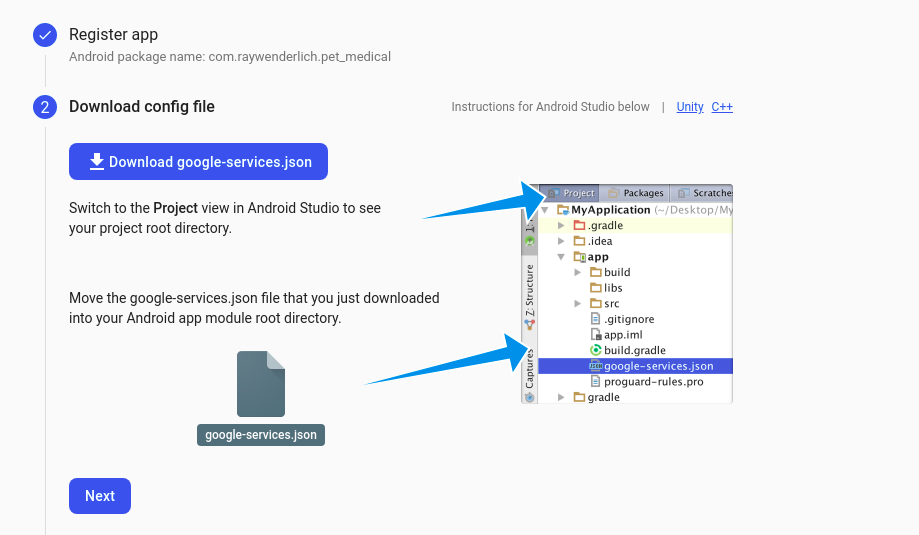 Register app
Android package name: com.raywenderlich.pet_medical
2
Download config file
Instructions for Android Studio below | Unity C++
Download google-services.json
Switch to the Project view in Android Studio to see
your project root directory.
Move the google-services.json file that you just downloaded
into your Android app module root directory.
google-services.json
Next
Project Packages Scratches
MyApplication (~/Desktop/My
.gradle
.idea
app
build
libs
src
.gitignore
app.iml
build.gradle
google-services.json
proguard-rules.pro
gradle
Z: Structure
Captures